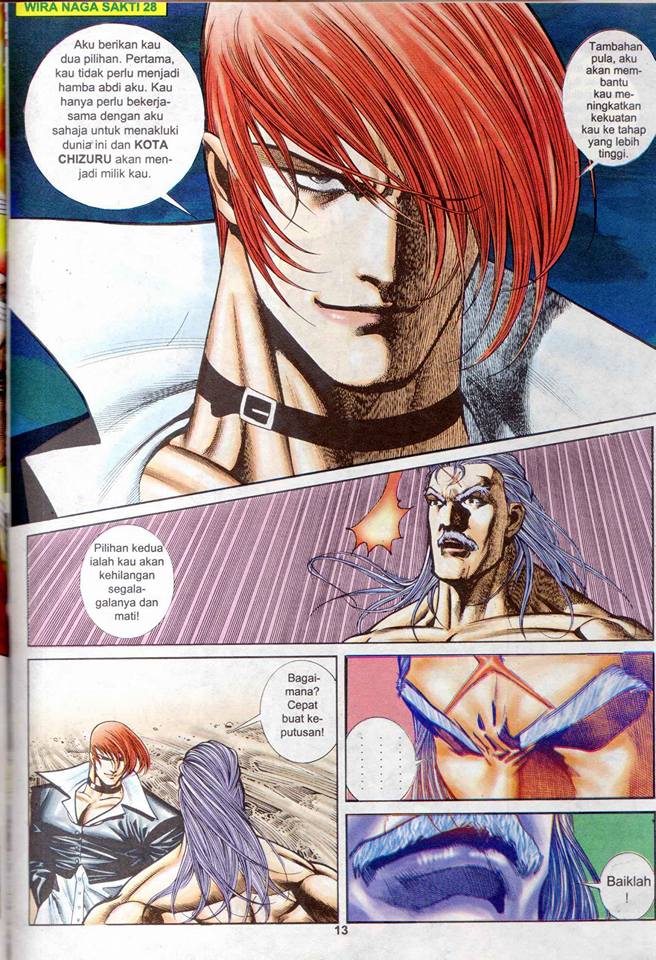 WIRA NAGA SAKTI 28
Aku berikan kau
dua pilihan. Pertama,
kau tidak perlu menjadi
hamba abdi aku. Kau
hanya perlu bekerja-
sama dengan aku
sahaja untuk menakluki
dunia ini dan KOTA
CHIZURU akan men-
jadi milik kau.
Tambahan
pula, aku
akan mem-
bantu
kau me-
ningkatkan
kekuatan
kau ke tahap
yang lebih
tinggi.
Pilihan kedua
ialah kau akan
kehilangan
segala-
galanya dan
mati!
Bagai-
mana?
Cepat
buat ke-
putusan!
Baiklah
!
13